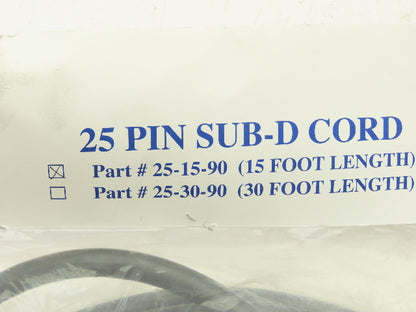 25 PIN SUB-D CORD
☒ Part # 25-15-90 (15 FOOT LENGTH)
☐ Part # 25-30-90 (30 FOOT LENGTH)